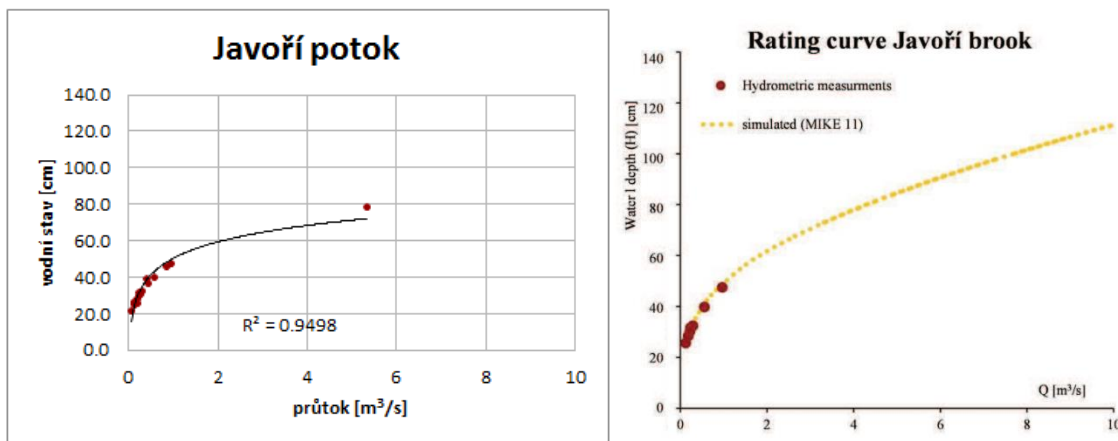 Javoří potok
140.0
120.0
100.0
80.0
60.0
40.0
20.0
0.0
vodní stav [cm]
R² = 0.9498
0 2 4 6 8 10
průtok [m³/s]
Rating curve Javoří brook
140
120
100
80
60
40
20
0
Water l depth (H) [cm]
Hydrometric measurments
simulated (MIKE 11)
Q [m³/s]
0 2 4 6 8 10